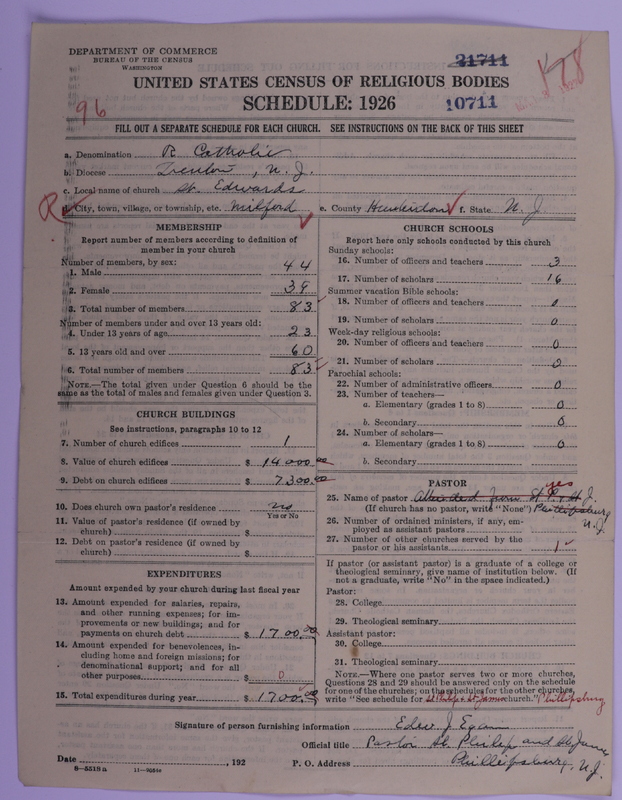 DEPARTMENT OF COMMERCE
BUREAU OF THE CENSUS
WASHINGTON
21711
178
UNITED STATES CENSUS OF RELIGIOUS BODIES
SCHEDULE: 1926
10711
96
FILL OUT A SEPARATE SCHEDULE FOR EACH CHURCH. SEE INSTRUCTIONS ON THE BACK OF THIS SHEET
a. Denomination R Catholic
b. Diocese Trenton, N. J.
c. Local name of church St. Edwards
R d. City, town, village, or township, etc. Milford e. County Hunterdon f. State N. J
MEMBERSHIP
Report number of members according to definition of
member in your church
Number of members, by sex:
1. Male 44
2. Female 39
3. Total number of members 83
Number of members under and over 13 years old:
4. Under 13 years of age 23
5. 13 years old and over 60
6. Total number of members 83
NOTE.—The total given under Question 6 should be the
same as the total of males and females given under Question 3.
CHURCH BUILDINGS
See instructions, paragraphs 10 to 12
7. Number of church edifices 1
8. Value of church edifices $ 14000.00
9. Debt on church edifices $ 7300.00
10. Does church own pastor's residence no
Yes or No
11. Value of pastor's residence (if owned by
church) $
12. Debt on pastor's residence (if owned by
church) $
EXPENDITURES
Amount expended by your church during last fiscal year
13. Amount expended for salaries, repairs,
and other running expenses; for im-
provements or new buildings; and for
payments on church debt $ 1700.00
14. Amount expended for benevolences, in-
cluding home and foreign missions; for
denominational support; and for all
other purposes $ 0
15. Total expenditures during year $ 1700.00
CHURCH SCHOOLS
Report here only schools conducted by this church
Sunday schools:
16. Number of officers and teachers 3
17. Number of scholars 16
Summer vacation Bible schools:
18. Number of officers and teachers 0
19. Number of scholars 0
Week-day religious schools:
20. Number of officers and teachers 0
21. Number of scholars 0
Parochial schools:
22. Number of administrative officers 0
23. Number of teachers—
a. Elementary (grades 1 to 8) 0
b. Secondary 0
24. Number of scholars—
a. Elementary (grades 1 to 8) 0
b. Secondary
PASTOR yes
25. Name of pastor Attended from St. P. & St J.
(If church has no pastor, write "None") Phillipsburg
N. J.
26. Number of ordained ministers, if any, em-
ployed as assistant pastors
27. Number of other churches served by the
pastor or his assistants 1
If pastor (or assistant pastor) is a graduate of a college or
theological seminary, give name of institution below. (If
not a graduate, write "No" in the space indicated.)
Pastor:
28. College
29. Theological seminary
Assistant pastor:
30. College
31. Theological seminary
NOTE.—Where one pastor serves two or more churches,
Questions 28 and 29 should be answered only on the schedule
for one of the churches; on the schedules for the other churches,
write "See schedule for St Philip & St James church." Phillipsburg
Signature of person furnishing information Edw. J. Egan
Official title Pastor St. Philip and St. James
Date , 192 P. O. Address Phillipsburg, N. J.
8-5318a 11-9056